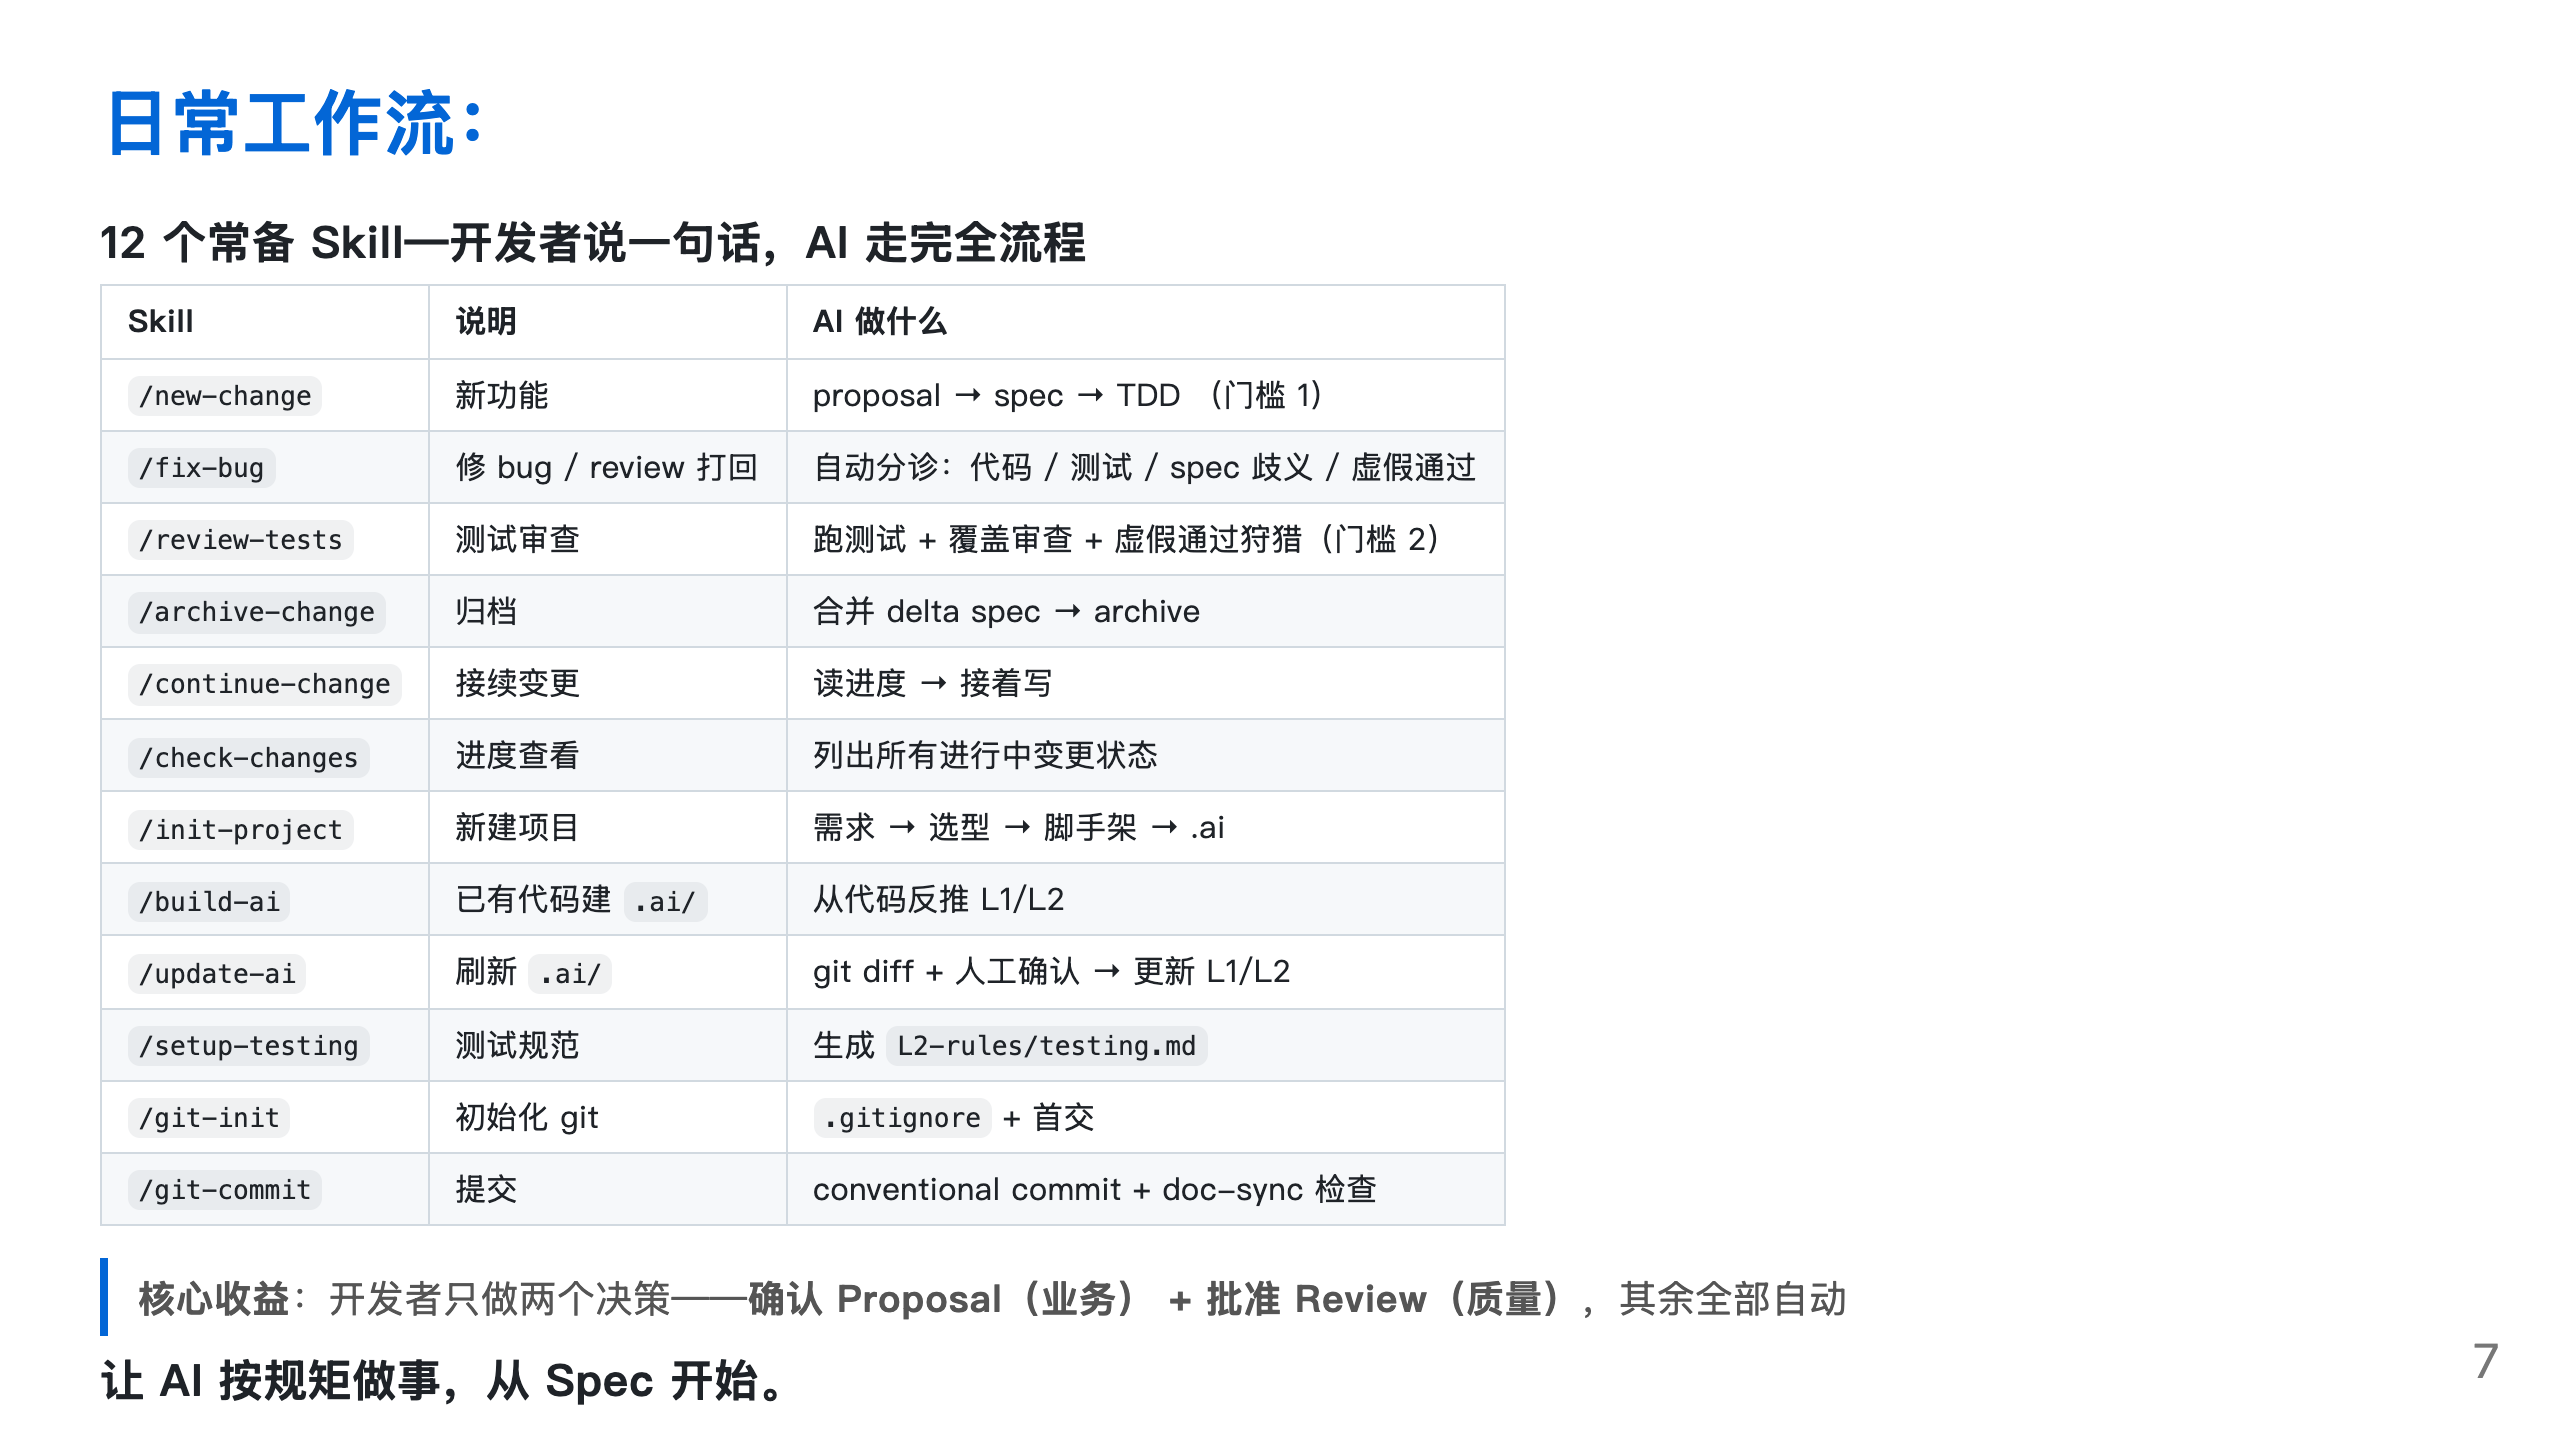 日常工作流：
12 个常备 Skill—开发者说一句话，AI 走完全流程
Skill 说明 AI 做什么
/new-change 新功能 proposal → spec → TDD （门槛 1）
/fix-bug 修 bug / review 打回 自动分诊：代码 / 测试 / spec 歧义 / 虚假通过
/review-tests 测试审查 跑测试 + 覆盖审查 + 虚假通过狩猎（门槛 2）
/archive-change 归档 合并 delta spec → archive
/continue-change 接续变更 读进度 → 接着写
/check-changes 进度查看 列出所有进行中变更状态
/init-project 新建项目 需求 → 选型 → 脚手架 → .ai
/build-ai 已有代码建 .ai/ 从代码反推 L1/L2
/update-ai 刷新 .ai/ git diff + 人工确认 → 更新 L1/L2
/setup-testing 测试规范 生成 L2-rules/testing.md
/git-init 初始化 git .gitignore + 首交
/git-commit 提交 conventional commit + doc-sync 检查
核心收益：开发者只做两个决策——确认 Proposal（业务） + 批准 Review（质量），其余全部自动
让 AI 按规矩做事，从 Spec 开始。
7